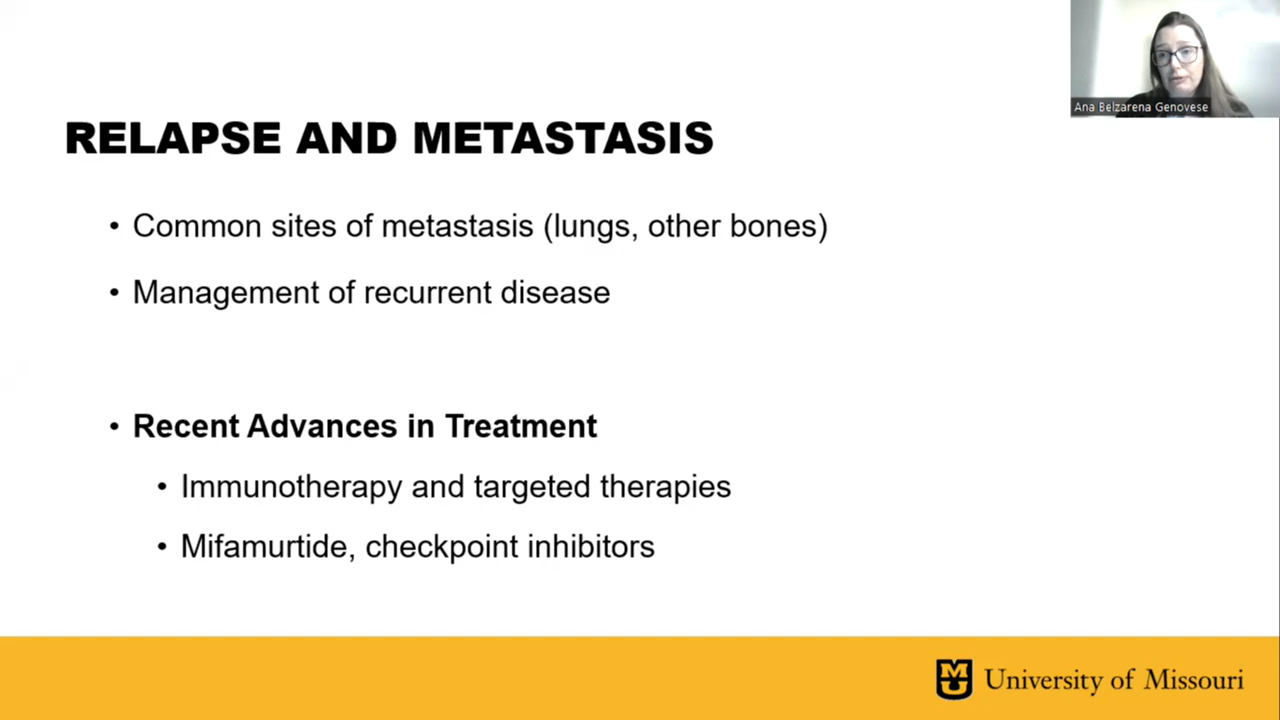 Ana Belzarena Genovese
RELAPSE AND METASTASIS
• Common sites of metastasis (lungs, other bones)
• Management of recurrent disease
• Recent Advances in Treatment
• Immunotherapy and targeted therapies
• Mifamurtide, checkpoint inhibitors
MU
University of Missouri